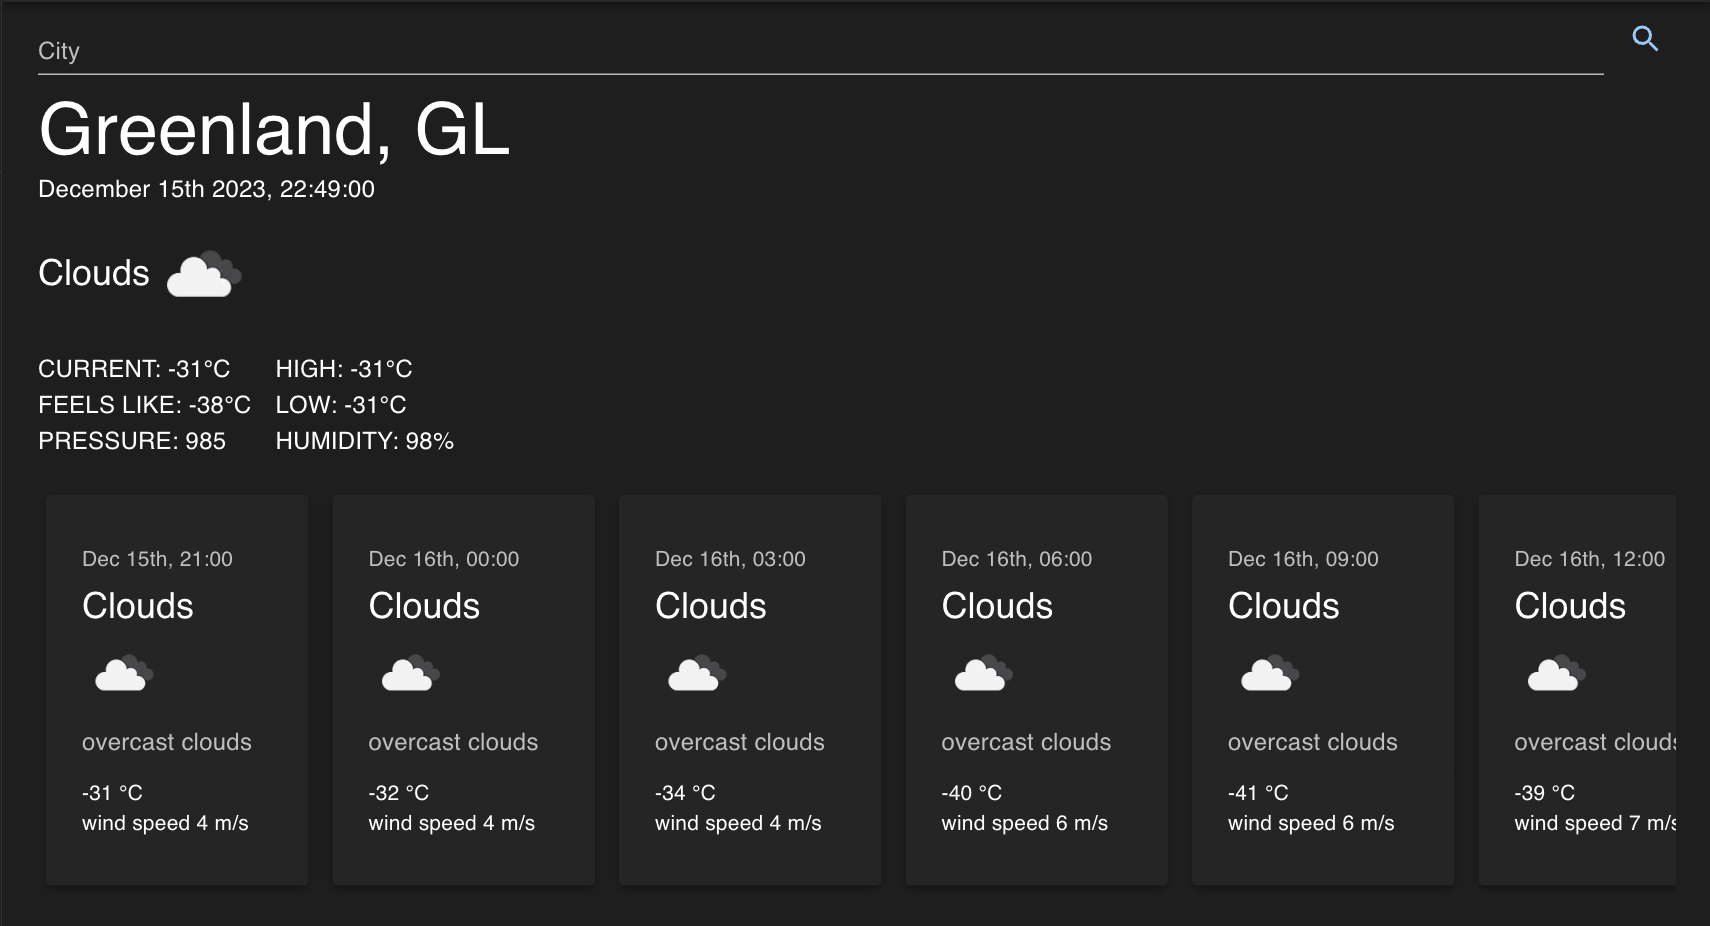 City
Greenland, GL
December 15th 2023, 22:49:00
Clouds
CURRENT: -31°C HIGH: -31°C
FEELS LIKE: -38°C LOW: -31°C
PRESSURE: 985 HUMIDITY: 98%
Dec 15th, 21:00
Clouds
overcast clouds
-31 °C
wind speed 4 m/s
Dec 16th, 00:00
Clouds
overcast clouds
-32 °C
wind speed 4 m/s
Dec 16th, 03:00
Clouds
overcast clouds
-34 °C
wind speed 4 m/s
Dec 16th, 06:00
Clouds
overcast clouds
-40 °C
wind speed 6 m/s
Dec 16th, 09:00
Clouds
overcast clouds
-41 °C
wind speed 6 m/s
Dec 16th, 12:00
Clouds
overcast clouds
-39 °C
wind speed 7 m/s